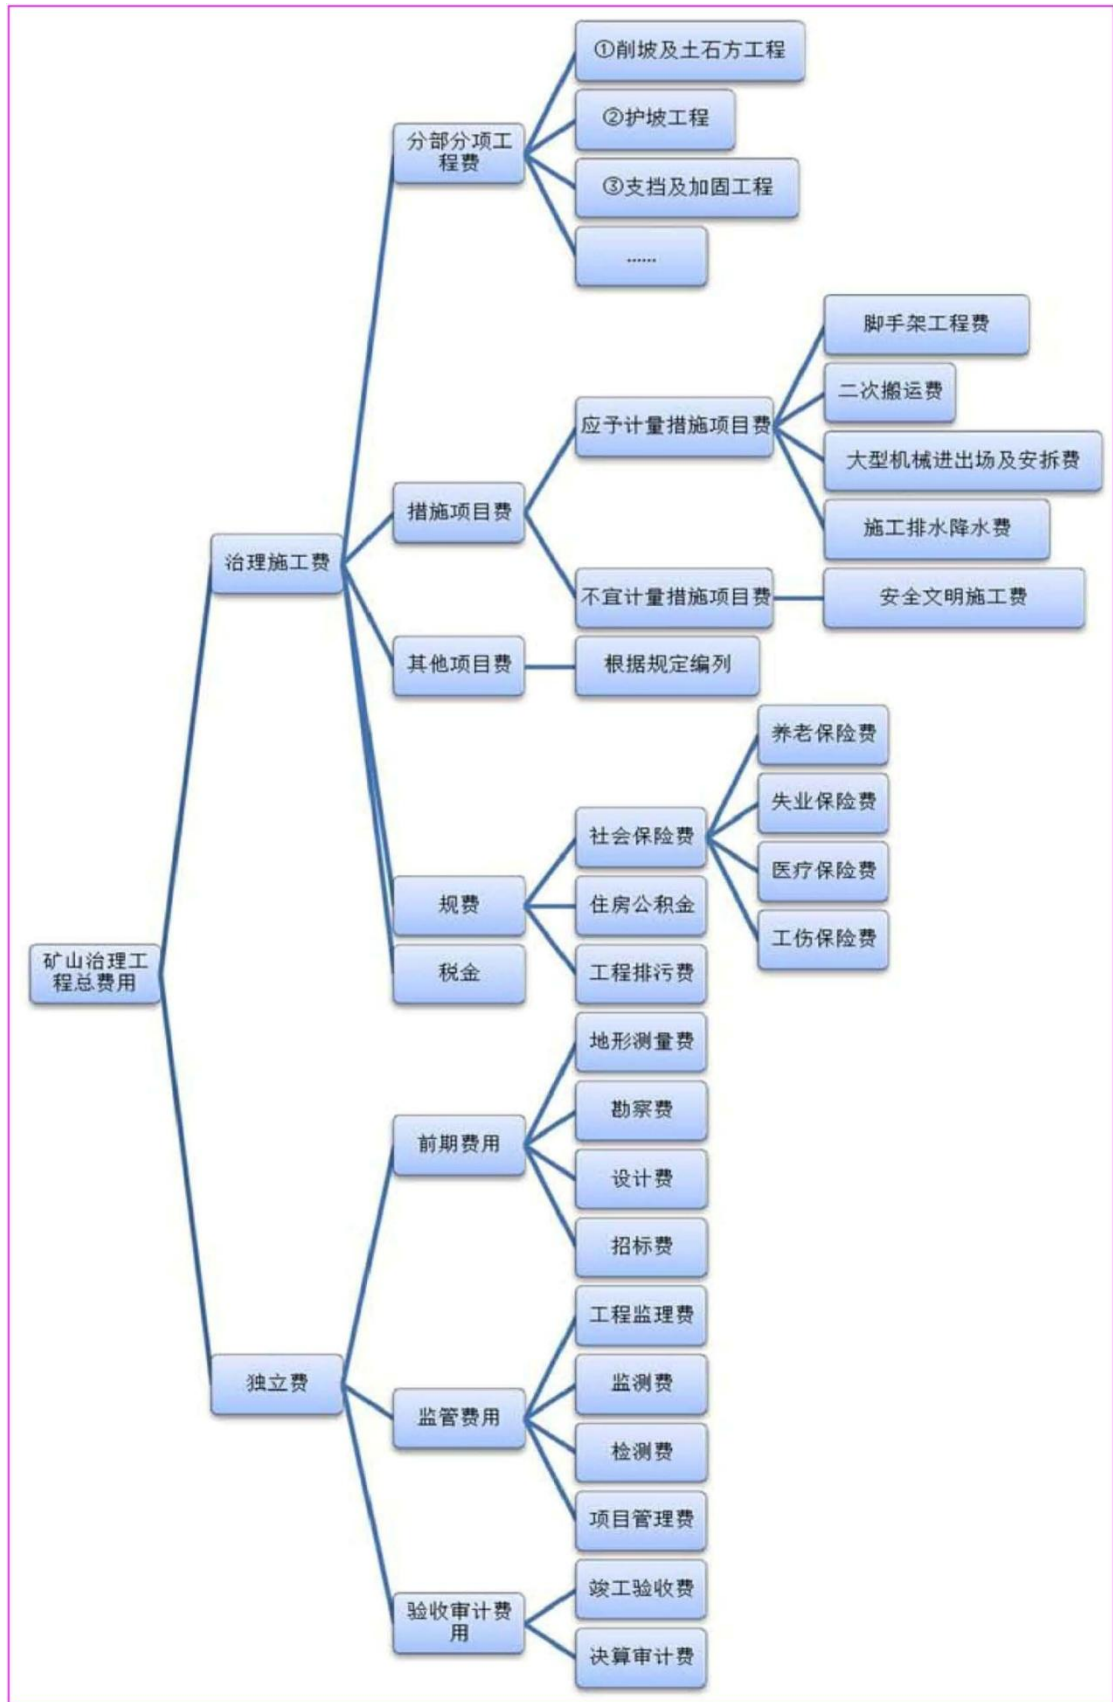 ①削坡及土石方工程
②护坡工程
分部分项工
程费
③支挡及加固工程
......
脚手架工程费
二次搬运费
应予计量措施项目费
大型机械进出场及安拆费
措施项目费
施工排水降水费
治理施工费
不宜计量措施项目费
安全文明施工费
其他项目费
根据规定编列
养老保险费
失业保险费
社会保险费
医疗保险费
规费
住房公积金
工伤保险费
矿山治理工
程总费用
税金
工程排污费
地形测量费
勘察费
前期费用
设计费
招标费
工程监理费
独立费
监测费
监管费用
检测费
项目管理费
竣工验收费
验收审计费
用
决算审计费